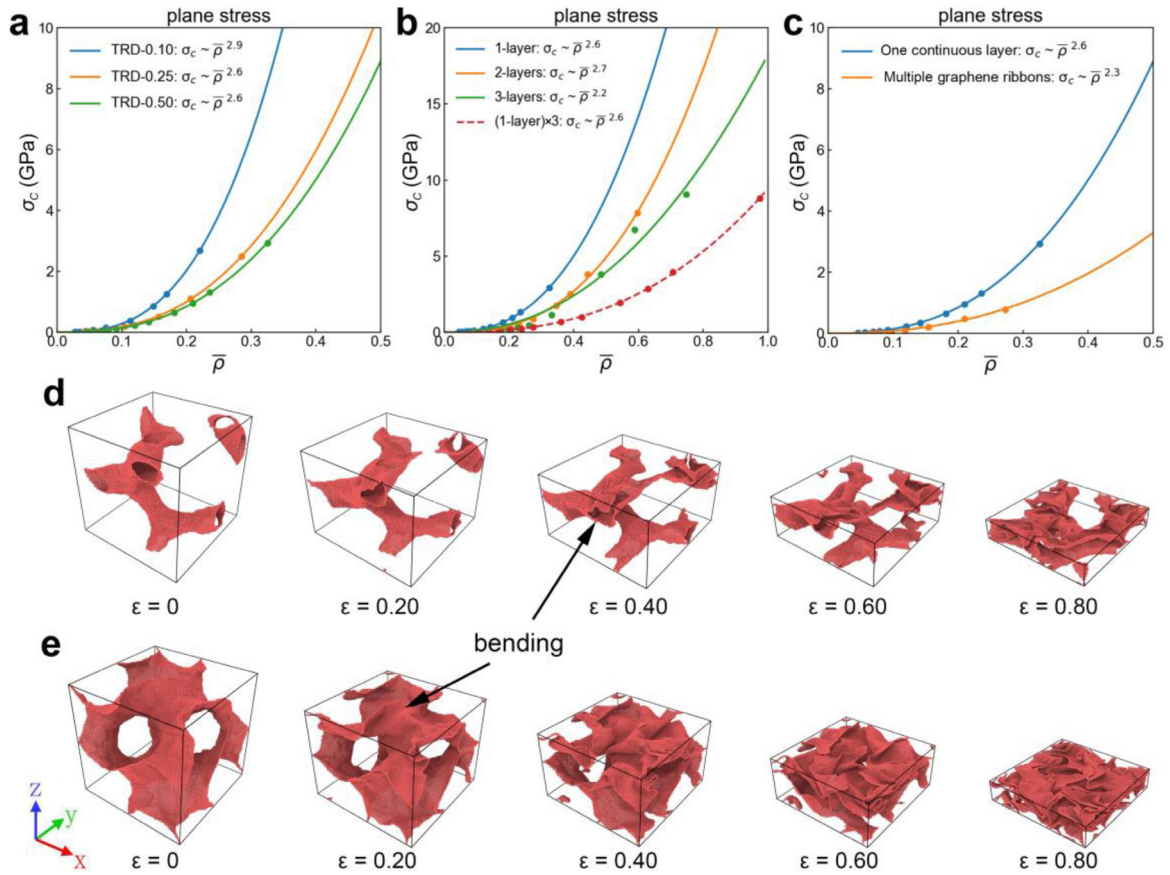 a
plane stress
10
8
6
4
2
0
σc (GPa)
TRD-0.10: σc ~ ρ̅ 2.9
TRD-0.25: σc ~ ρ̅ 2.6
TRD-0.50: σc ~ ρ̅ 2.6
0.0 0.1 0.2 0.3 0.4 0.5
ρ̅
b
plane stress
20
15
10
5
0
σc (GPa)
1-layer: σc ~ ρ̅ 2.6
2-layers: σc ~ ρ̅ 2.7
3-layers: σc ~ ρ̅ 2.2
(1-layer)×3: σc ~ ρ̅ 2.6
0.0 0.2 0.4 0.6 0.8 1.0
ρ̅
c
plane stress
10
8
6
4
2
0
σc (GPa)
One continuous layer: σc ~ ρ̅ 2.6
Multiple graphene ribbons: σc ~ ρ̅ 2.3
0.0 0.1 0.2 0.3 0.4 0.5
ρ̅
d
ε = 0
ε = 0.20
ε = 0.40
ε = 0.60
ε = 0.80
bending
e
z
y
x
ε = 0
ε = 0.20
ε = 0.40
ε = 0.60
ε = 0.80